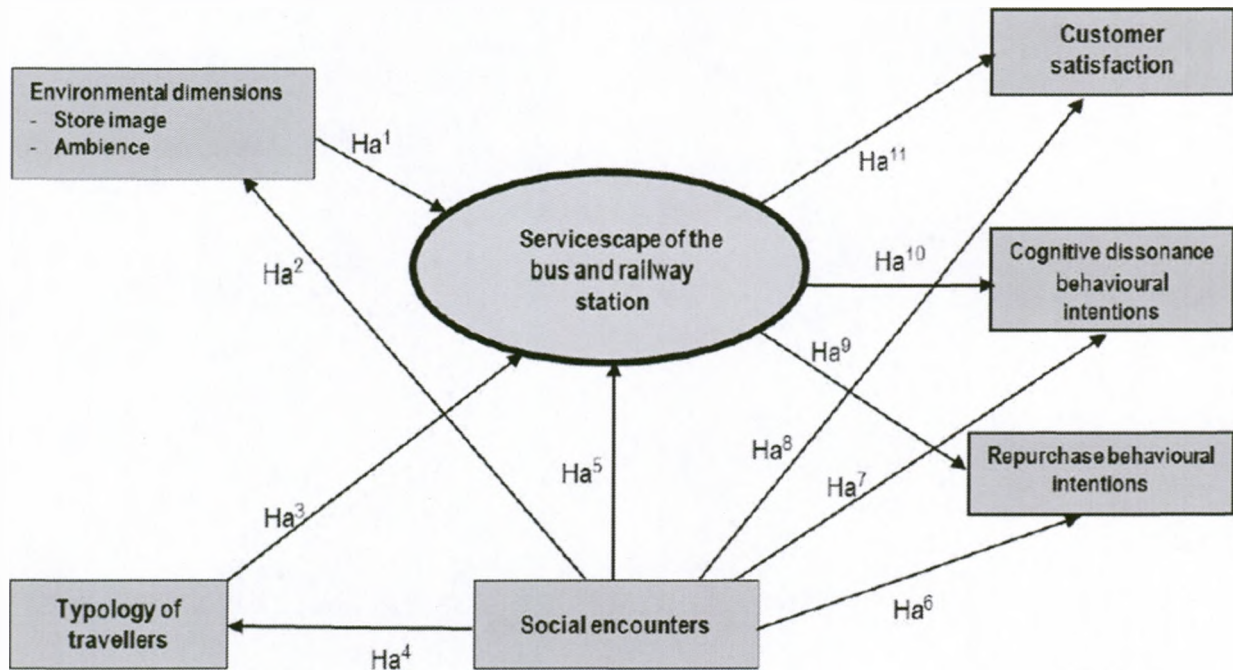 Customer
satisfaction
Environmental dimensions
- Store image
- Ambience
Ha¹
Ha¹¹
Servicescape of the
bus and railway
station
Ha²
Ha¹⁰
Cognitive dissonance
behavioural
intentions
Ha⁹
Ha⁸
Ha⁵
Ha⁷
Repurchase behavioural
intentions
Ha³
Typology of
travellers
Social encounters
Ha⁶
Ha⁴